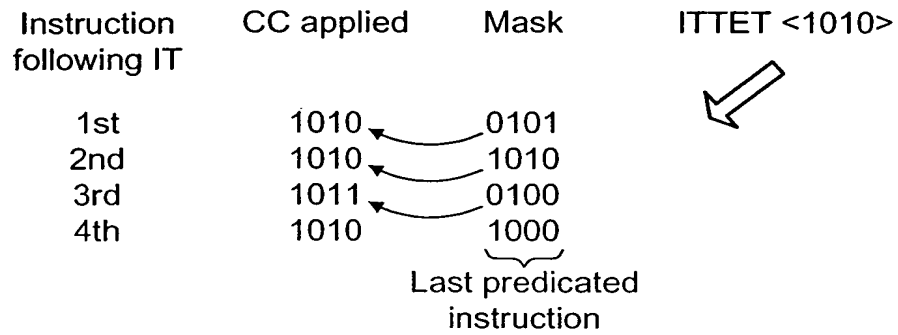 Instruction following IT CC applied Mask ITTET <1010>
1st 1010 0101
2nd 1010 1010
3rd 1011 0100
4th 1010 1000
Last predicated
instruction